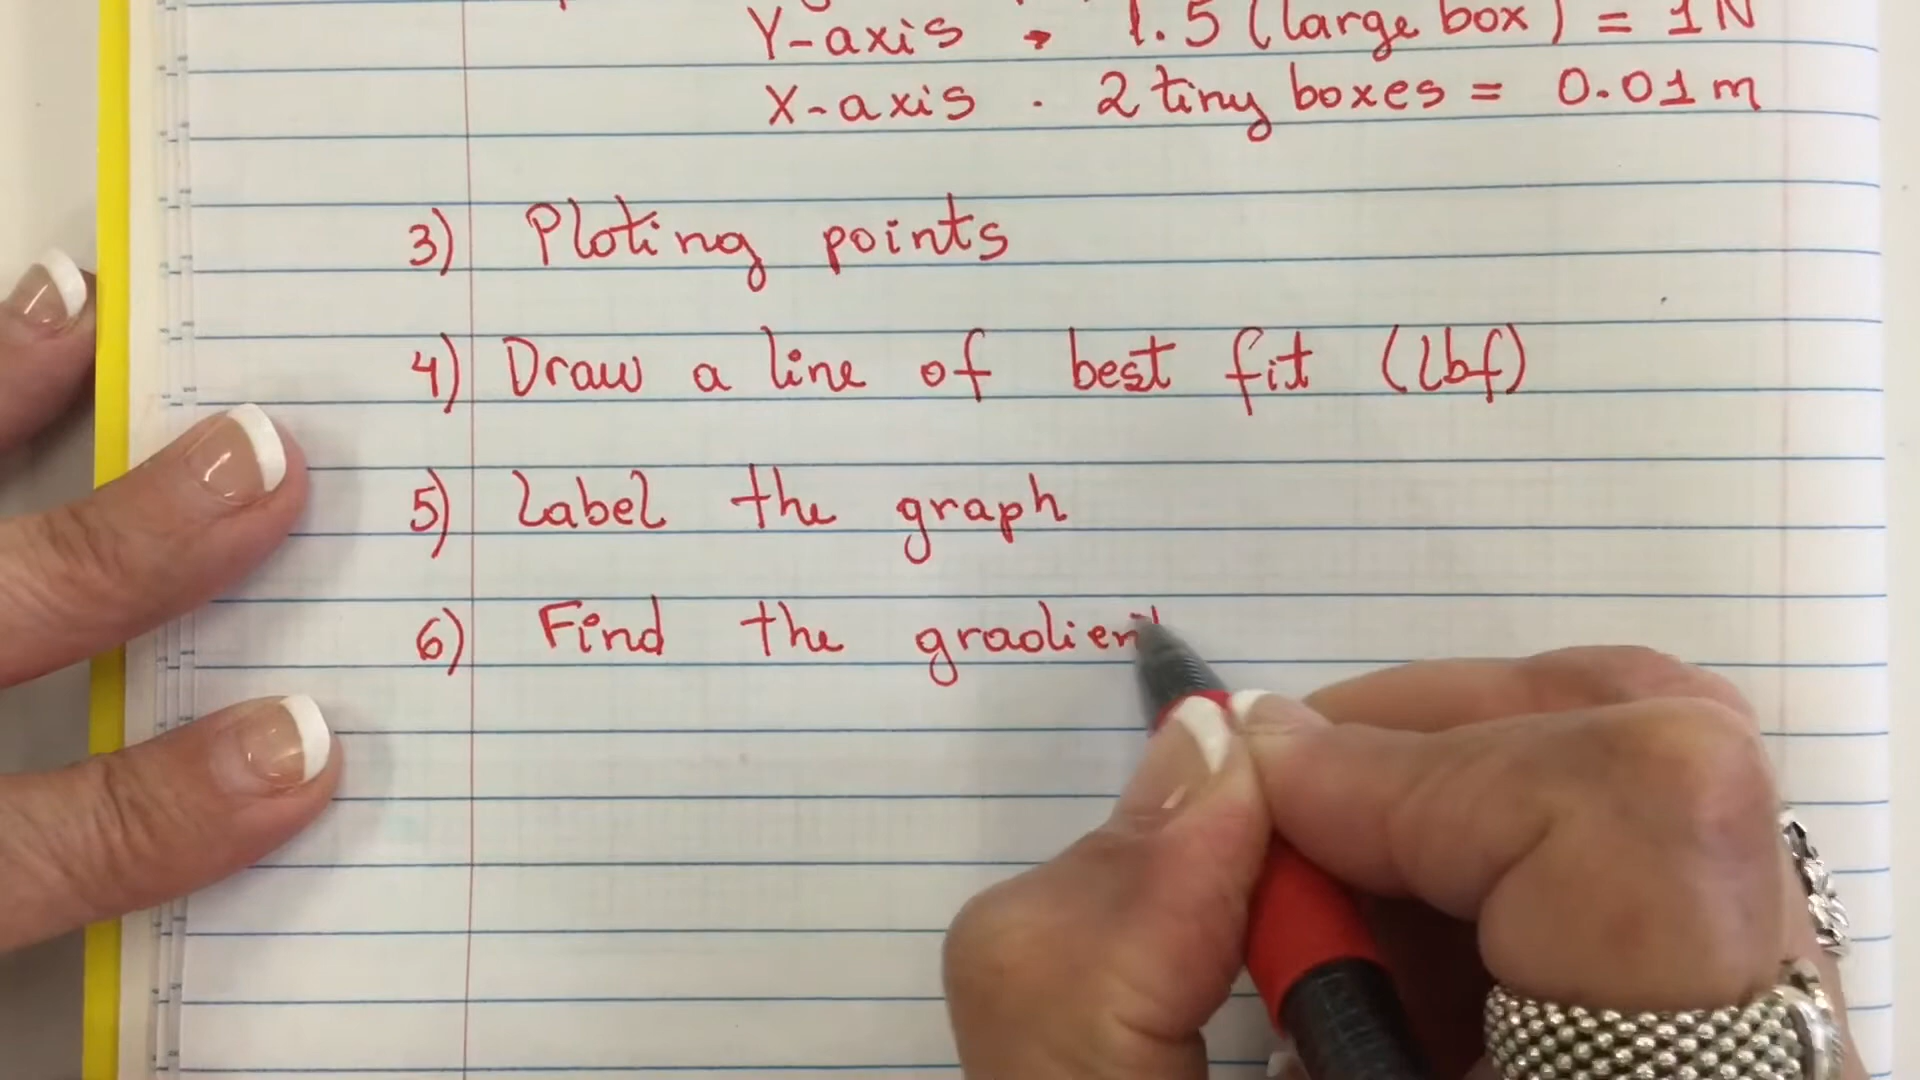 Y-axis → 1.5 (large box) = 1N
X-axis . 2 tiny boxes = 0.01m
3) Ploting points
4) Draw a line of best fit (lbf)
5) Label the graph
6) Find the gradient